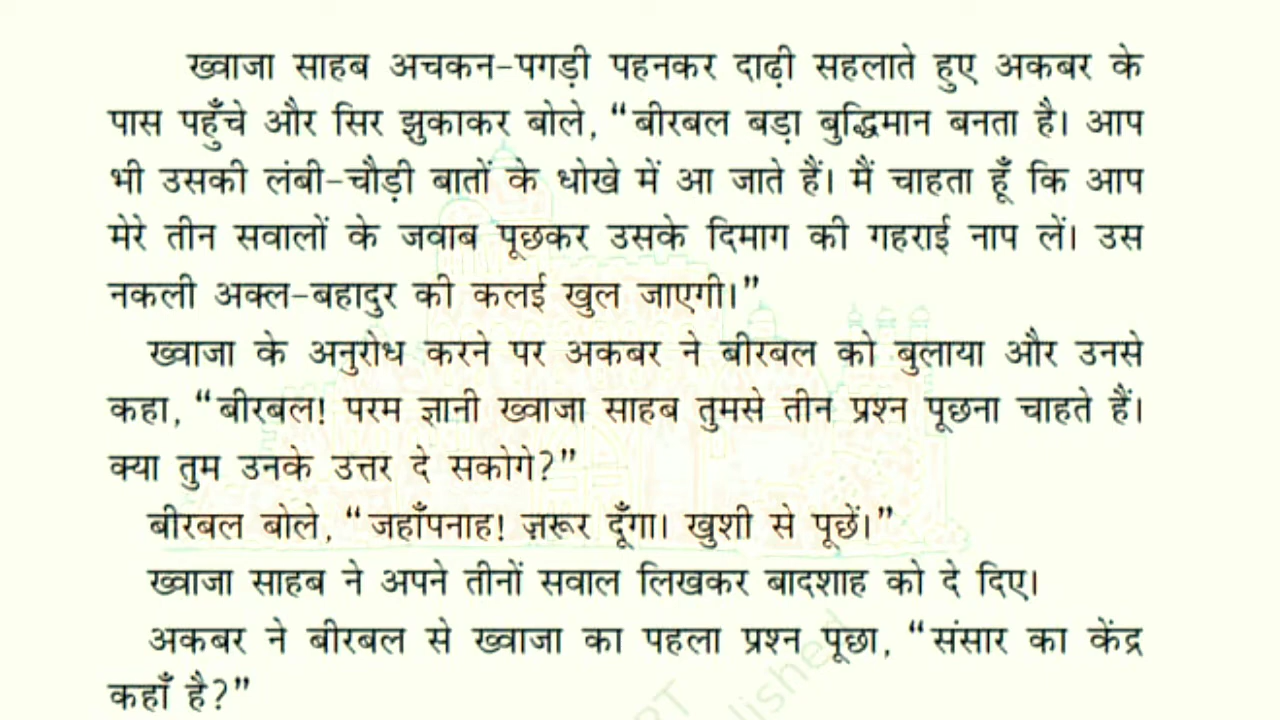 ख्वाजा साहब अचकन-पगड़ी पहनकर दाढ़ी सहलाते हुए अकबर के
पास पहुँचे और सिर झुकाकर बोले, “बीरबल बड़ा बुद्धिमान बनता है। आप
भी उसकी लंबी-चौड़ी बातों के धोखे में आ जाते हैं। मैं चाहता हूँ कि आप
मेरे तीन सवालों के जवाब पूछकर उसके दिमाग की गहराई नाप लें। उस
नकली अक्ल-बहादुर की कलई खुल जाएगी।”
ख्वाजा के अनुरोध करने पर अकबर ने बीरबल को बुलाया और उनसे
कहा, “बीरबल! परम ज्ञानी ख्वाजा साहब तुमसे तीन प्रश्न पूछना चाहते हैं।
क्या तुम उनके उत्तर दे सकोगे?”
बीरबल बोले, “जहाँपनाह! ज़रूर दूँगा। खुशी से पूछें।”
ख्वाजा साहब ने अपने तीनों सवाल लिखकर बादशाह को दे दिए।
अकबर ने बीरबल से ख्वाजा का पहला प्रश्न पूछा, “संसार का केंद्र
कहाँ है?”